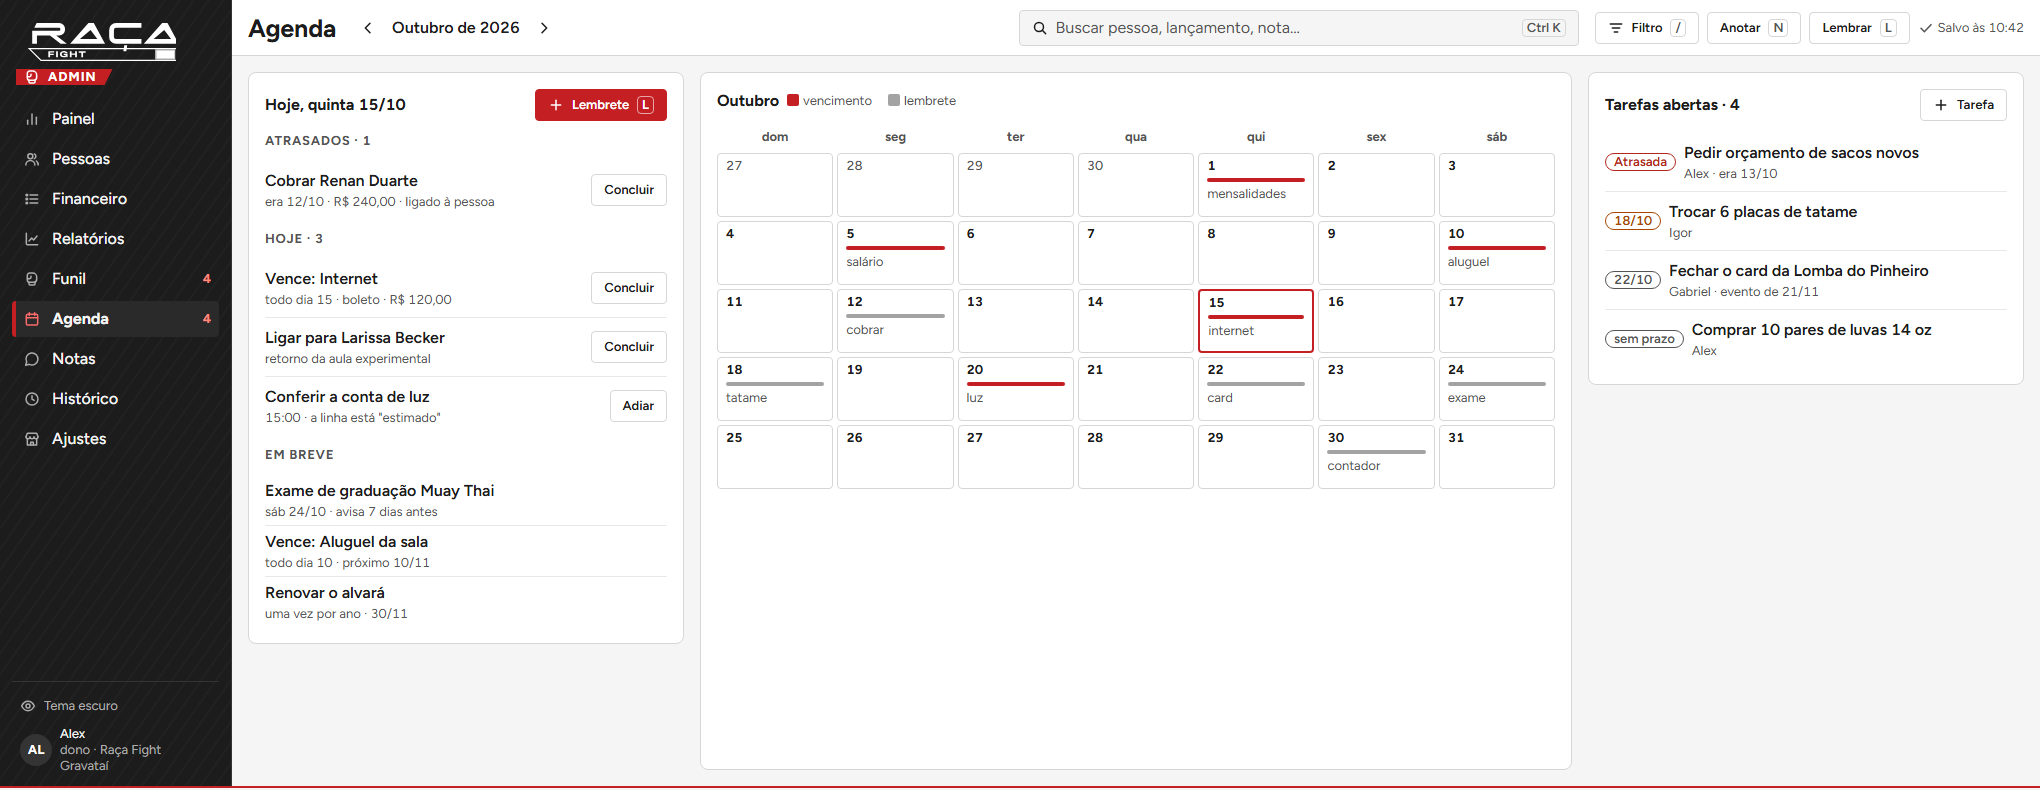 RAÇA
FIGHT
ADMIN
Painel
Pessoas
Financeiro
Relatórios
Funil 4
Agenda 4
Notas
Histórico
Ajustes
Tema escuro
AL
Alex
dono · Raça Fight
Gravataí
Agenda
Outubro de 2026
Buscar pessoa, lançamento, nota... Ctrl K
Filtro /
Anotar N
Lembrar L
Salvo às 10:42
Hoje, quinta 15/10
Lembrete L
ATRASADOS · 1
Cobrar Renan Duarte
era 12/10 · R$ 240,00 · ligado à pessoa
Concluir
HOJE · 3
Vence: Internet
todo dia 15 · boleto · R$ 120,00
Concluir
Ligar para Larissa Becker
retorno da aula experimental
Concluir
Conferir a conta de luz
15:00 · a linha está "estimado"
Adiar
EM BREVE
Exame de graduação Muay Thai
sáb 24/10 · avisa 7 dias antes
Vence: Aluguel da sala
todo dia 10 · próximo 10/11
Renovar o alvará
uma vez por ano · 30/11
Outubro vencimento lembrete
dom seg ter qua qui sex sáb
27 28 29 30 1 2 3
mensalidades
4 5 6 7 8 9 10
salário aluguel
11 12 13 14 15 16 17
cobrar internet
18 19 20 21 22 23 24
tatame luz card exame
25 26 27 28 29 30 31
contador
Tarefas abertas · 4
Tarefa
Atrasada
Pedir orçamento de sacos novos
Alex · era 13/10
18/10
Trocar 6 placas de tatame
Igor
22/10
Fechar o card da Lomba do Pinheiro
Gabriel · evento de 21/11
sem prazo
Comprar 10 pares de luvas 14 oz
Alex